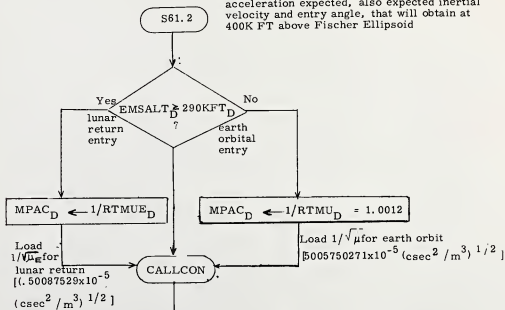 acceleration expected, also expected inertial
velocity and entry angle, that will obtain at
400K FT above Fischer Ellipsoid
S61.2
Yes
lunar
return
entry
EMSALT_D ≥ 290KFT_D
?
No
earth
orbital
entry
MPAC_D ← 1/RTMUE_D
MPAC_D ← 1/RTMU_D = 1.0012
Load
1/√μ_E for
lunar return
[(.50087529x10^-5
(csec^2/m^3)^1/2]
Load 1/√μ for earth orbit
[5005750271x10^-5 (csec^2/m^3)^1/2]
CALLCON